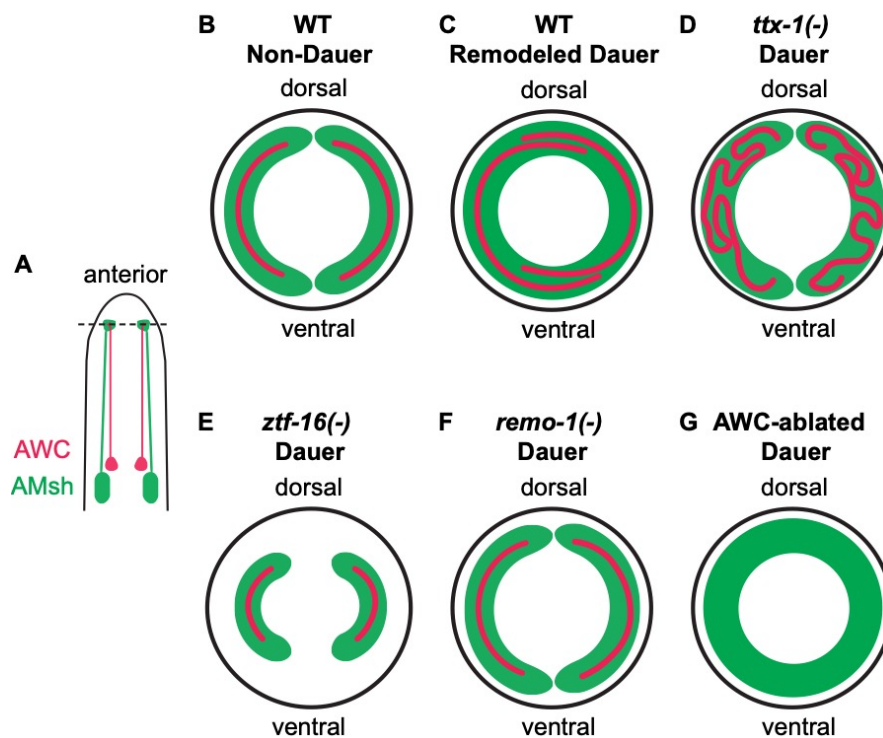 A
anterior
AWC
AMsh
B WT
Non-Dauer
dorsal
ventral
C WT
Remodeled Dauer
dorsal
ventral
D ttx-1(-)
Dauer
dorsal
ventral
E ztf-16(-)
Dauer
dorsal
ventral
F remo-1(-)
Dauer
dorsal
ventral
G AWC-ablated
Dauer
dorsal
ventral